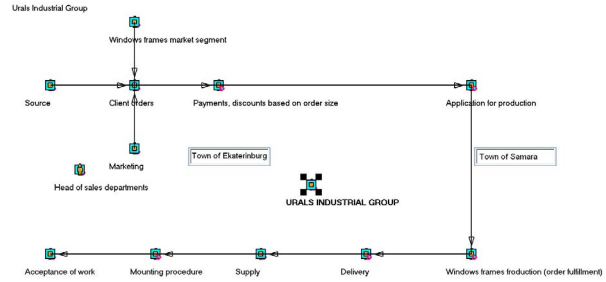 Urals Industrial Group
Windows frames market segment
Source
Client orders
Payments, discounts based on order size
Application for production
Marketing
Town of Ekaterinburg
Town of Samara
Head of sales departments
URALS INDUSTRIAL GROUP
Acceptance of work
Mounting procedure
Supply
Delivery
Windows frames froduction (order fulfillment)